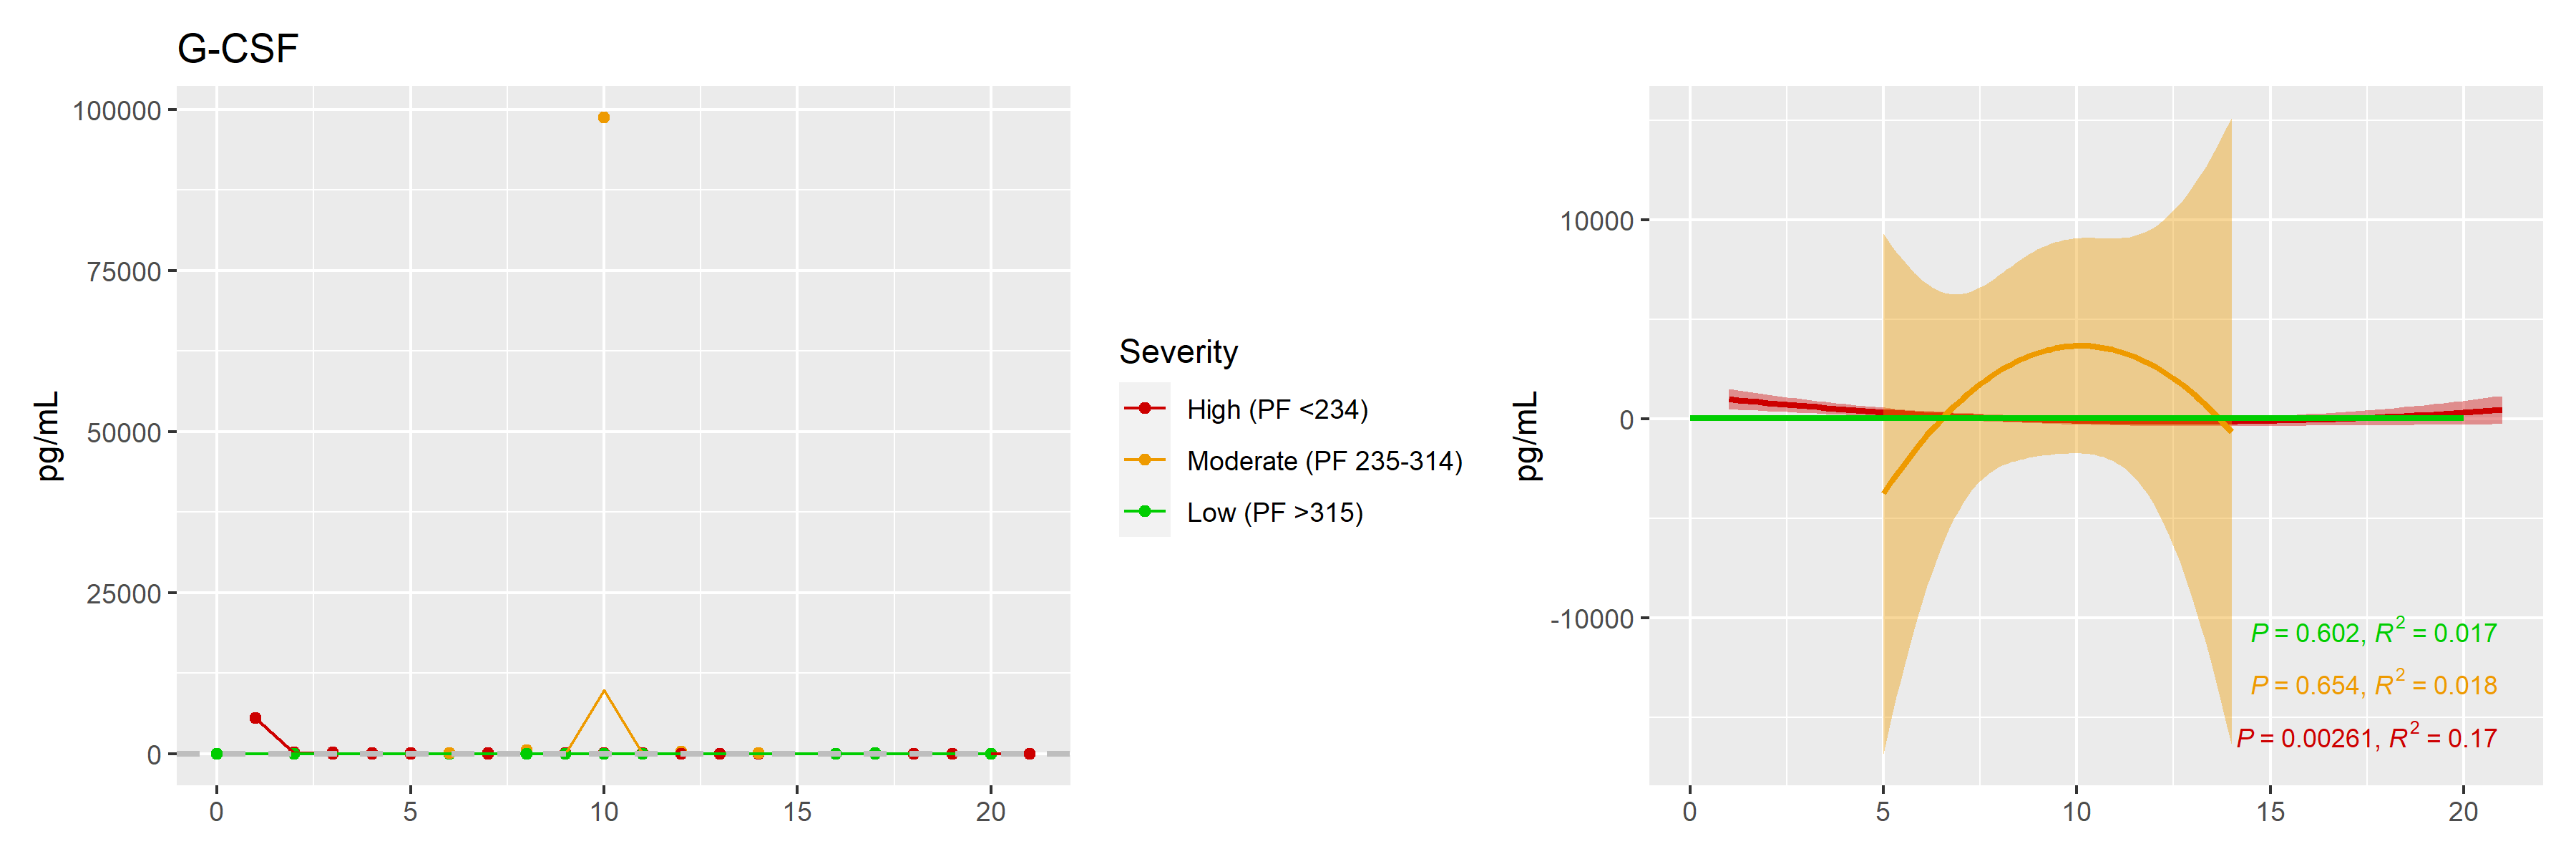 G-CSF
pg/mL
100000
75000
50000
25000
0
0 5 10 15 20
Severity
High (PF <234)
Moderate (PF 235-314)
Low (PF >315)
pg/mL
10000
0
-10000
P = 0.602, R² = 0.017
P = 0.654, R² = 0.018
P = 0.00261, R² = 0.17
0 5 10 15 20